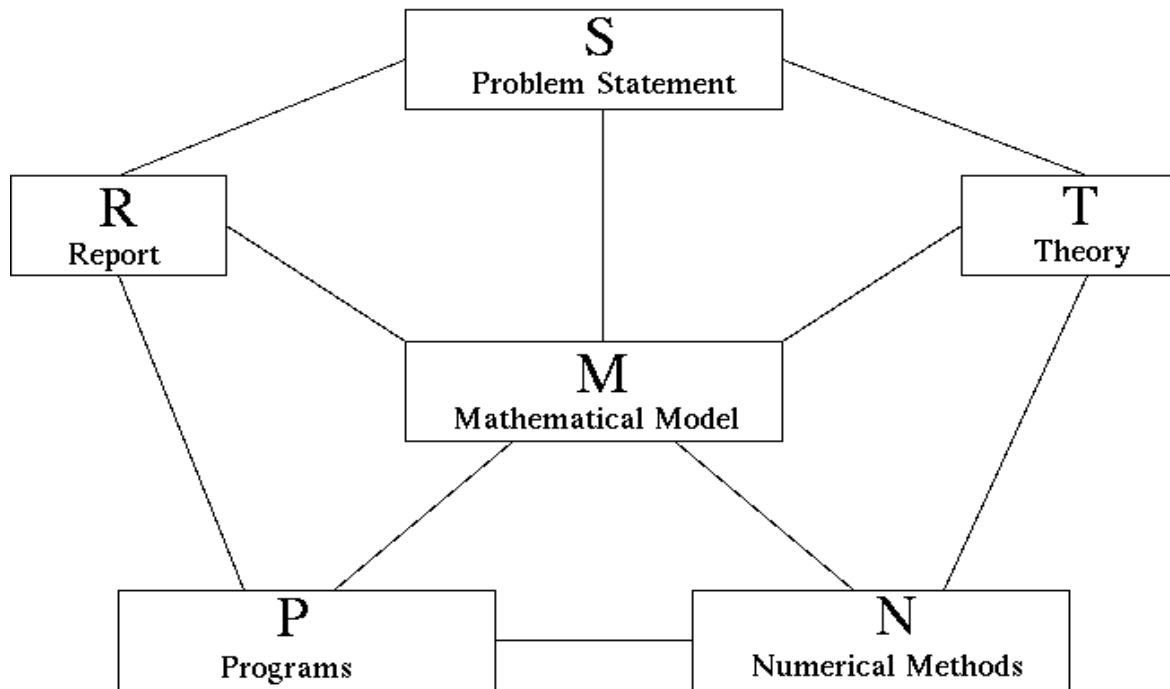 S
Problem Statement
R
Report
T
Theory
M
Mathematical Model
P
Programs
N
Numerical Methods